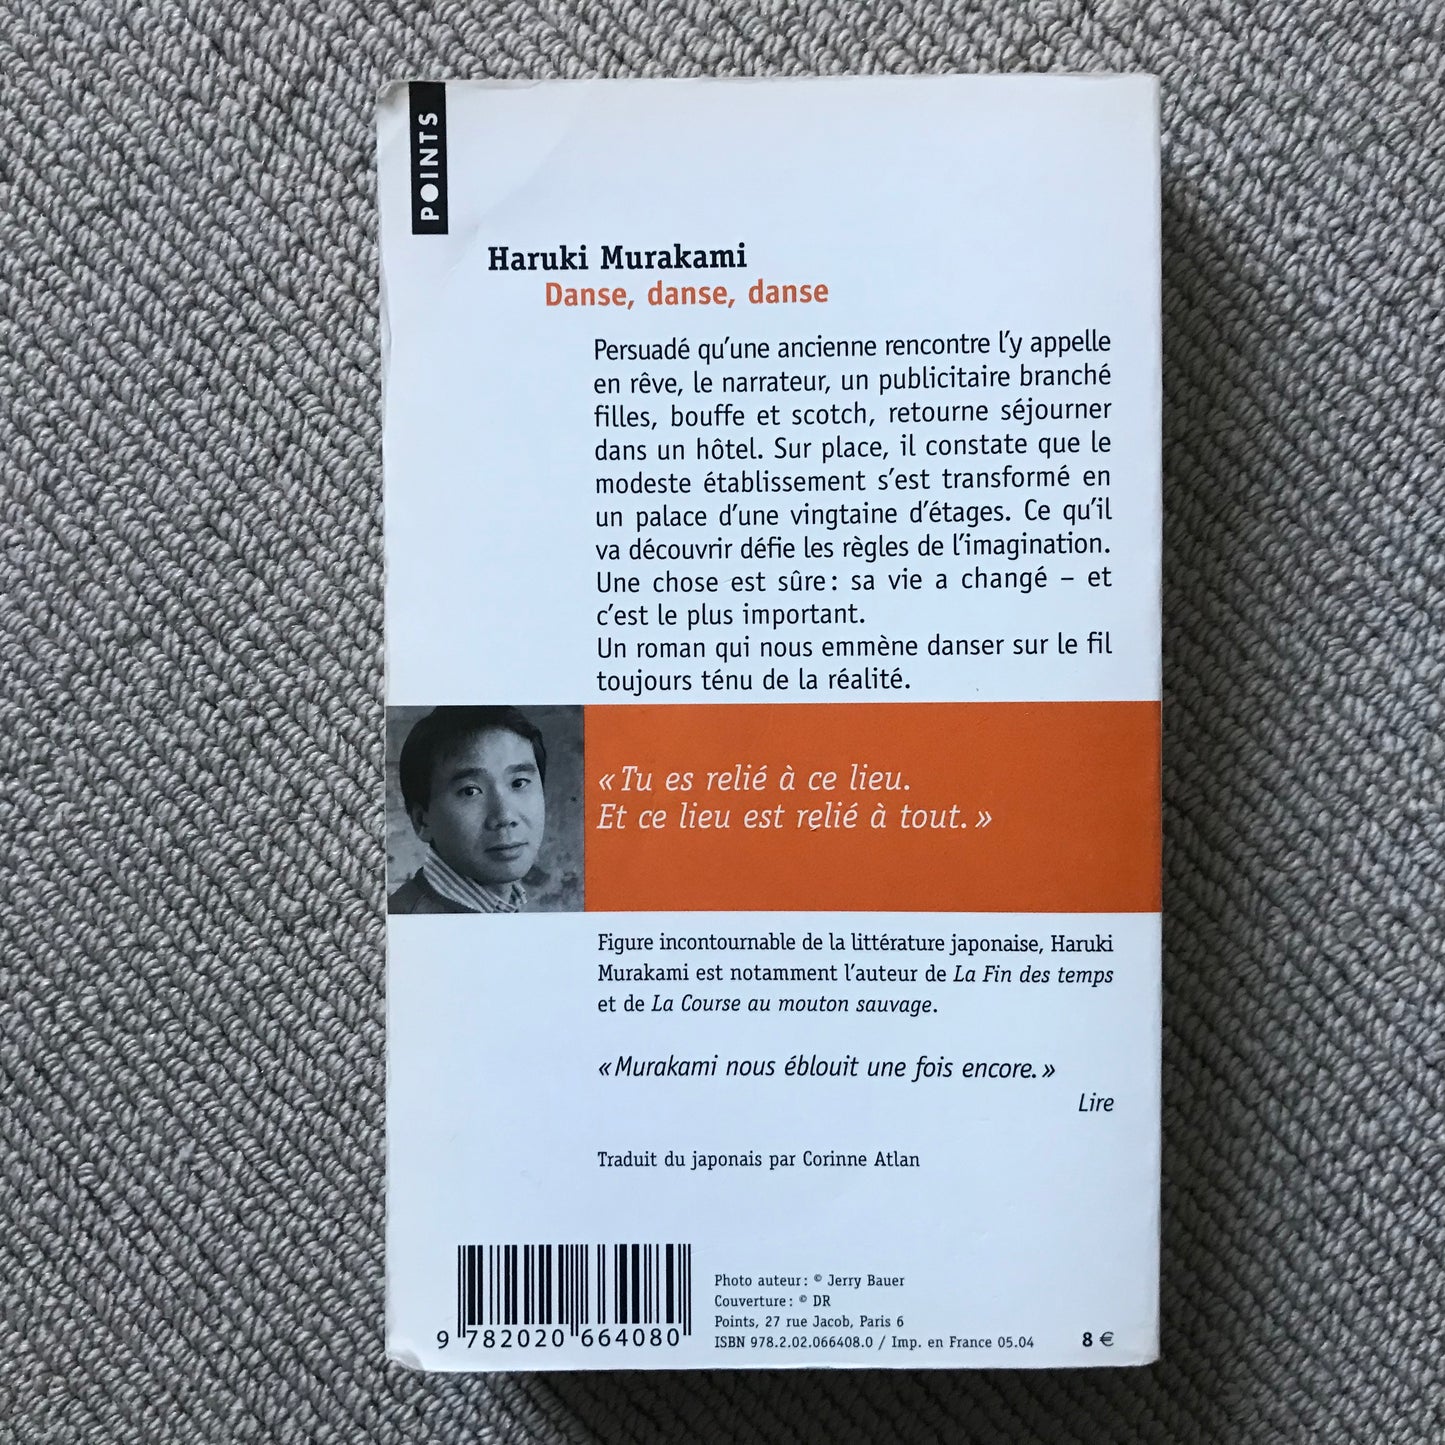 POINTS
Haruki Murakami
Danse, danse, danse
Persuadé qu’une ancienne rencontre l’y appelle
en rêve, le narrateur, un publicitaire branché
filles, bouffe et scotch, retourne séjourner
dans un hôtel. Sur place, il constate que le
modeste établissement s’est transformé en
un palace d’une vingtaine d’étages. Ce qu’il
va découvrir défie les règles de l’imagination.
Une chose est sûre : sa vie a changé – et
c’est le plus important.
Un roman qui nous emmène danser sur le fil
toujours ténu de la réalité.
« Tu es relié à ce lieu.
Et ce lieu est relié à tout. »
Figure incontournable de la littérature japonaise, Haruki
Murakami est notamment l’auteur de La Fin des temps
et de La Course au mouton sauvage.
« Murakami nous éblouit une fois encore. »
Lire
Traduit du japonais par Corinne Atlan
9 782020 664080
Photo auteur : © Jerry Bauer
Couverture : © DR
Points, 27 rue Jacob, Paris 6
ISBN 978.2.02.066408.0 / Imp. en France 05.04
8 €